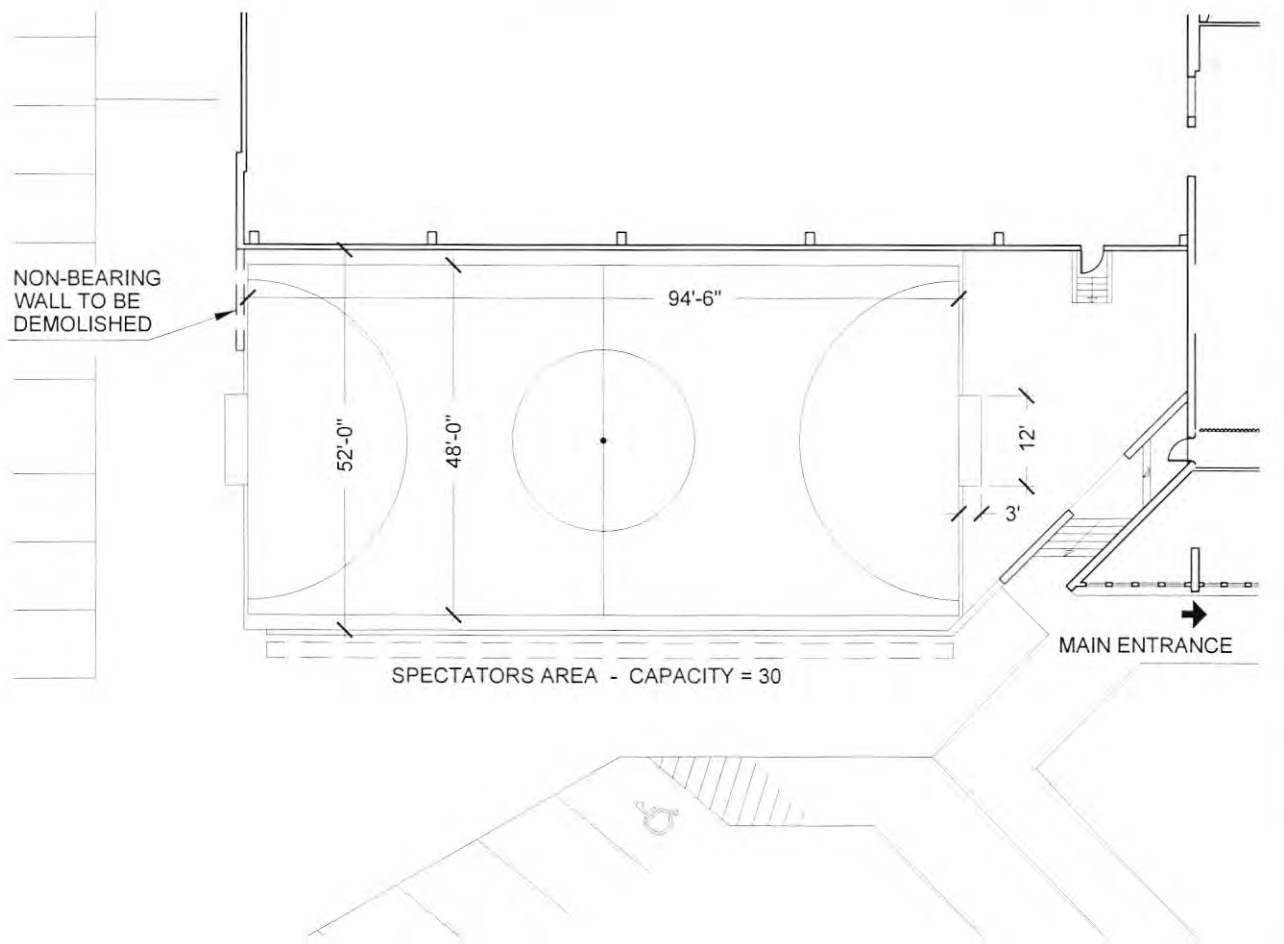 NON-BEARING
WALL TO BE
DEMOLISHED
94'-6"
52'-0"
48'-0"
12'
3'
MAIN ENTRANCE
SPECTATORS AREA - CAPACITY = 30